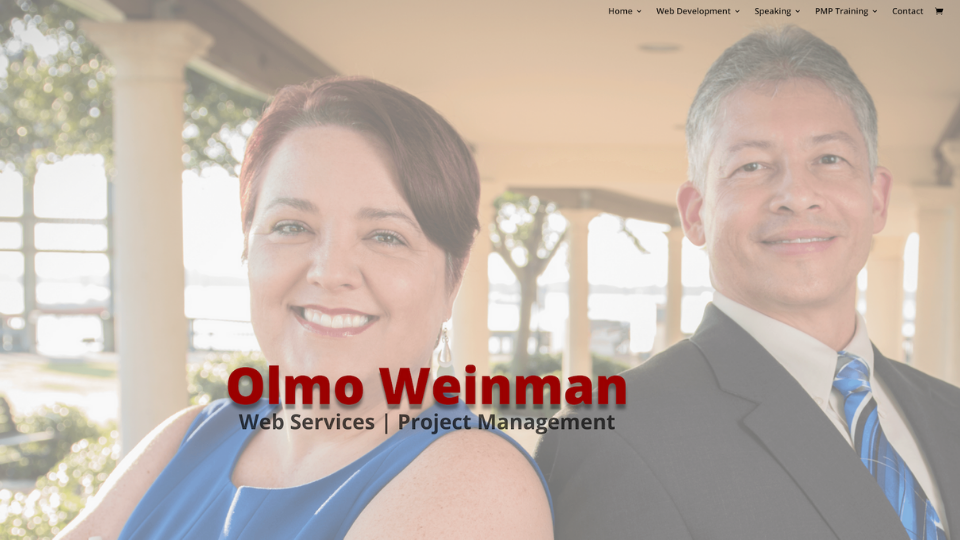 Home Web Development Speaking PMP Training Contact
Olmo Weinman
Web Services | Project Management